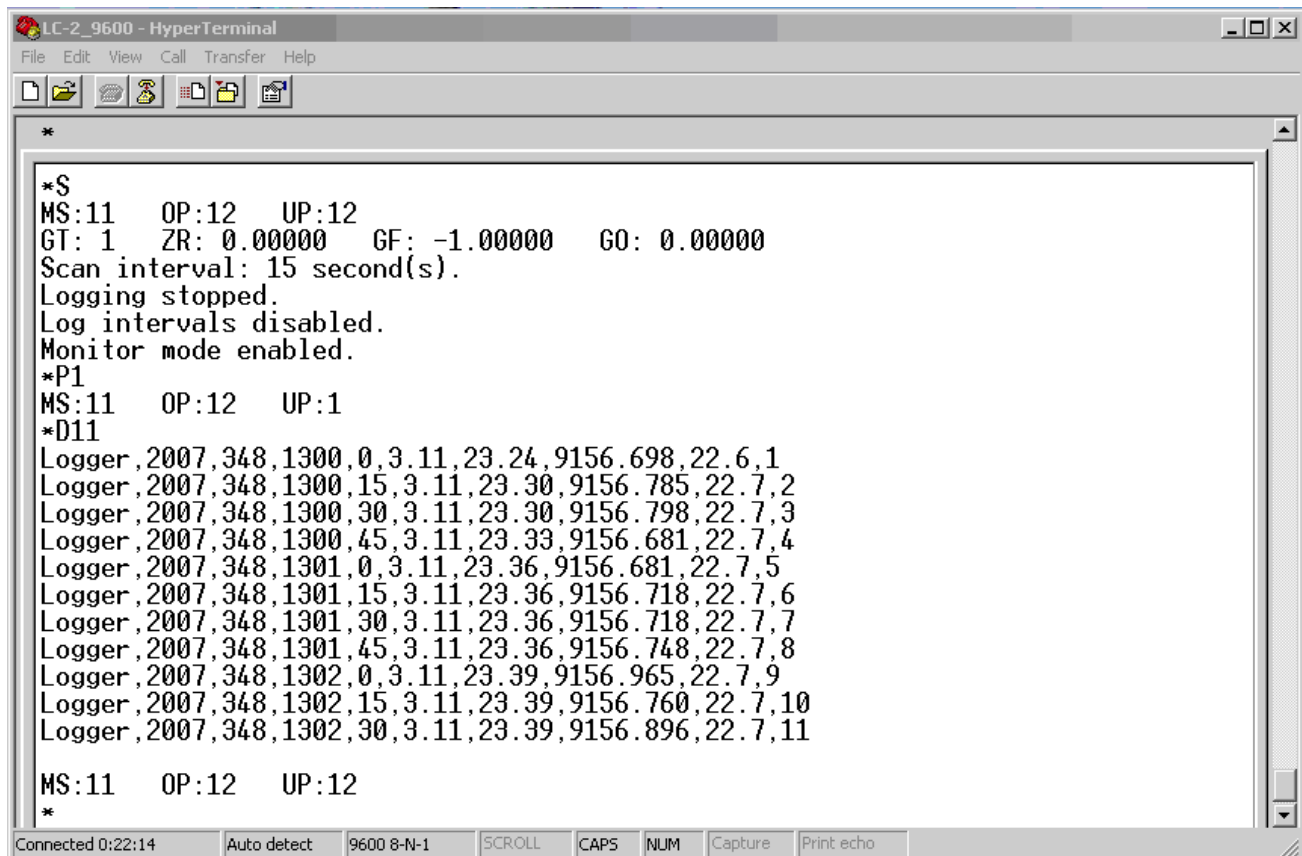 LC-2_9600 - HyperTerminal
File Edit View Call Transfer Help
*
*S
MS:11   OP:12   UP:12
GT: 1   ZR: 0.00000   GF: -1.00000   GO: 0.00000
Scan interval: 15 second(s).
Logging stopped.
Log intervals disabled.
Monitor mode enabled.
*P1
MS:11   OP:12   UP:1
*D11
Logger,2007,348,1300,0,3.11,23.24,9156.698,22.6,1
Logger,2007,348,1300,15,3.11,23.30,9156.785,22.7,2
Logger,2007,348,1300,30,3.11,23.30,9156.798,22.7,3
Logger,2007,348,1300,45,3.11,23.33,9156.681,22.7,4
Logger,2007,348,1301,0,3.11,23.36,9156.681,22.7,5
Logger,2007,348,1301,15,3.11,23.36,9156.718,22.7,6
Logger,2007,348,1301,30,3.11,23.36,9156.718,22.7,7
Logger,2007,348,1301,45,3.11,23.36,9156.748,22.7,8
Logger,2007,348,1302,0,3.11,23.39,9156.965,22.7,9
Logger,2007,348,1302,15,3.11,23.39,9156.760,22.7,10
Logger,2007,348,1302,30,3.11,23.39,9156.896,22.7,11
MS:11   OP:12   UP:12
*
Connected 0:22:14 Auto detect 9600 8-N-1 SCROLL CAPS NUM Capture Print echo